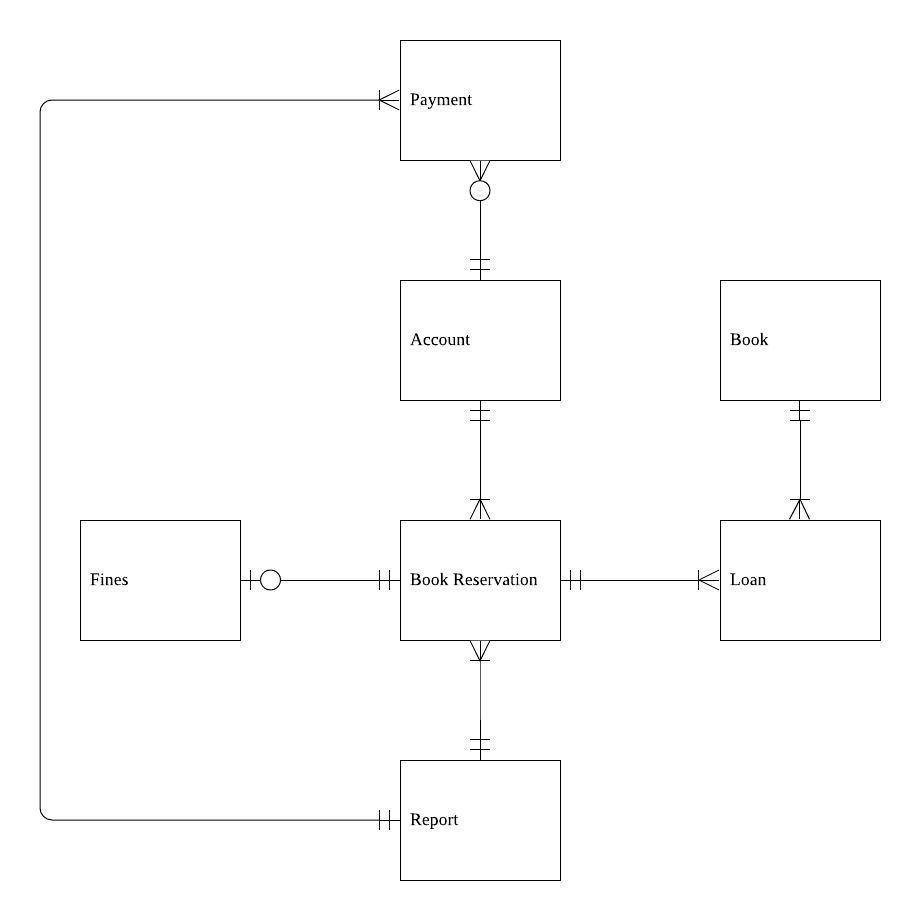 Payment
Account
Book
Fines
Book Reservation
Loan
Report